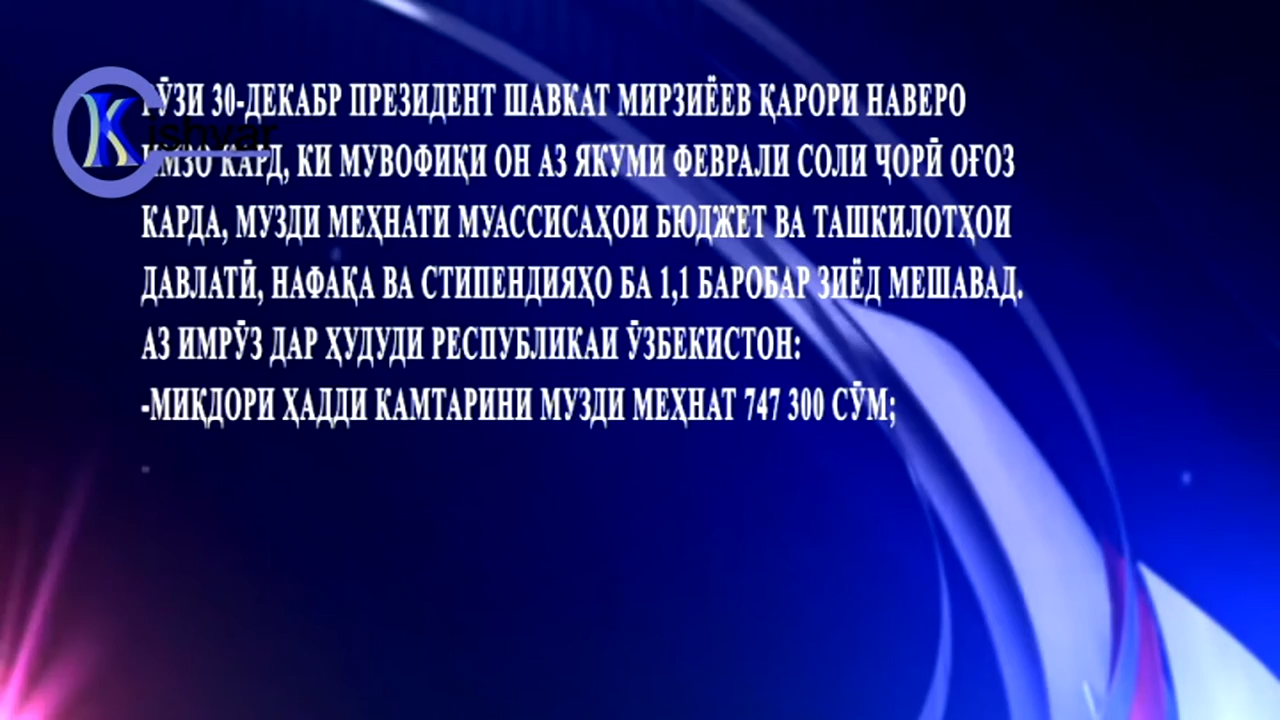 Kishvar
РӮЗИ 30-ДЕКАБР ПРЕЗИДЕНТ ШАВКАТ МИРЗИЁЕВ ҚАРОРИ НАВЕРО
ИМЗО КАРД, КИ МУВОФИҚИ ОН АЗ ЯКУМИ ФЕВРАЛИ СОЛИ ҶОРӢ ОҒОЗ
КАРДА, МУЗДИ МЕҲНАТИ МУАССИСАҲОИ БЮДЖЕТ ВА ТАШКИЛОТҲОИ
ДАВЛАТӢ, НАФАҚА ВА СТИПЕНДИЯҲО БА 1,1 БАРОБАР ЗИЁД МЕШАВАД.
АЗ ИМРӮЗ ДАР ҲУДУДИ РЕСПУБЛИКАИ ӮЗБЕКИСТОН:
-МИҚДОРИ ҲАДДИ КАМТАРИНИ МУЗДИ МЕҲНАТ 747 300 СӮМ;
-